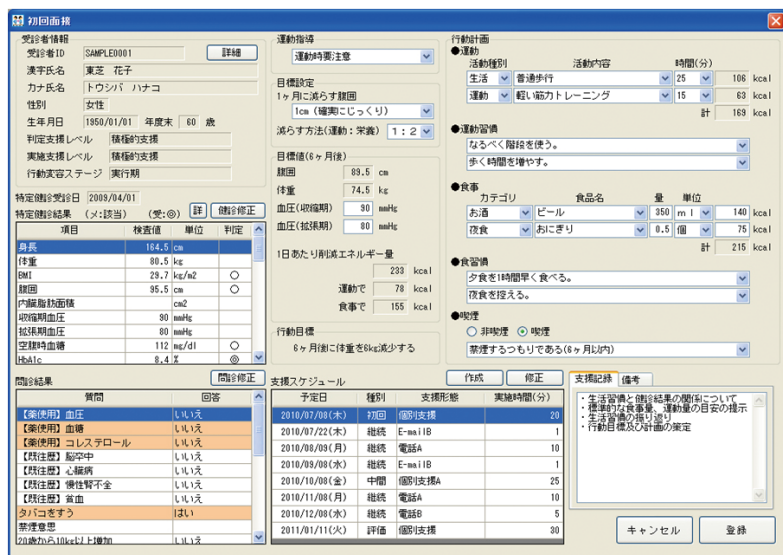 初回面接
受診者情報
受診者ID SAMPLE0001 詳細
漢字氏名 東芝 花子
カナ氏名 トウシバ ハナコ
性別 女性
生年月日 1950/01/01 年度末 60 歳
判定支援レベル 積極的支援
実施支援レベル 積極的支援
行動変容ステージ 実行期
特定健診受診日 2009/04/01
特定健診結果 (メ:該当) (受:◎) 詳 健診修正
項目 検査値 単位 判定
身長 164.5 cm
体重 80.5 kg
BMI 29.7 kg/m2 ○
腹囲 95.5 cm ○
内臓脂肪面積 cm2
収縮期血圧 90 mmHg
拡張期血圧 80 mmHg
空腹時血糖 112 mg/dl ○
HbA1c 8.4 % ◎
問診結果 問診修正
質問 回答
【薬使用】血圧 いいえ
【薬使用】血糖 いいえ
【薬使用】コレステロール いいえ
【既往歴】脳卒中 いいえ
【既往歴】心臓病 いいえ
【既往歴】慢性腎不全 いいえ
【既往歴】貧血 いいえ
タバコをすう はい
禁煙意思
20歳から10kg以上増加 いいえ
運動指導
運動時要注意
目標設定
1ヶ月に減らす腹囲
1cm(確実にじっくり)
減らす方法(運動:栄養) 1:2
目標値(6ヶ月後)
腹囲 89.5 cm
体重 74.5 kg
血圧(収縮期) 90 mmHg
血圧(拡張期) 80 mmHg
1日あたり削減エネルギー量
233 kcal
運動で 78 kcal
食事で 155 kcal
行動目標
6ヶ月後に体重を6kg減少する
行動計画
●運動
活動種別 活動内容 時間(分)
生活 普通歩行 25 106 kcal
運動 軽い筋力トレーニング 15 63 kcal
計 169 kcal
●運動習慣
なるべく階段を使う。
歩く時間を増やす。
●食事
カテゴリ 食品名 量 単位
お酒 ビール 350 ml 140 kcal
夜食 おにぎり 0.5 個 75 kcal
計 215 kcal
●食習慣
夕食を1時間早く食べる。
夜食を控える。
●喫煙
非喫煙 喫煙
禁煙するつもりである(6ヶ月以内)
支援スケジュール 作成 修正
予定日 種別 支援形態 実施時間(分)
2010/07/08(木) 初回 個別支援 20
2010/07/22(木) 継続 E-mailB 1
2010/08/09(月) 継続 電話A 10
2010/09/08(水) 継続 E-mailB 1
2010/10/08(金) 中間 個別支援A 25
2010/11/08(月) 継続 電話A 10
2010/12/08(水) 継続 電話B 5
2011/01/11(火) 評価 個別支援 30
支援記録 備考
・生活習慣と健診結果の関係について
・標準的な食事量、運動量の目安の提示
・生活習慣の振り返り
・行動目標及び計画の策定
キャンセル 登録